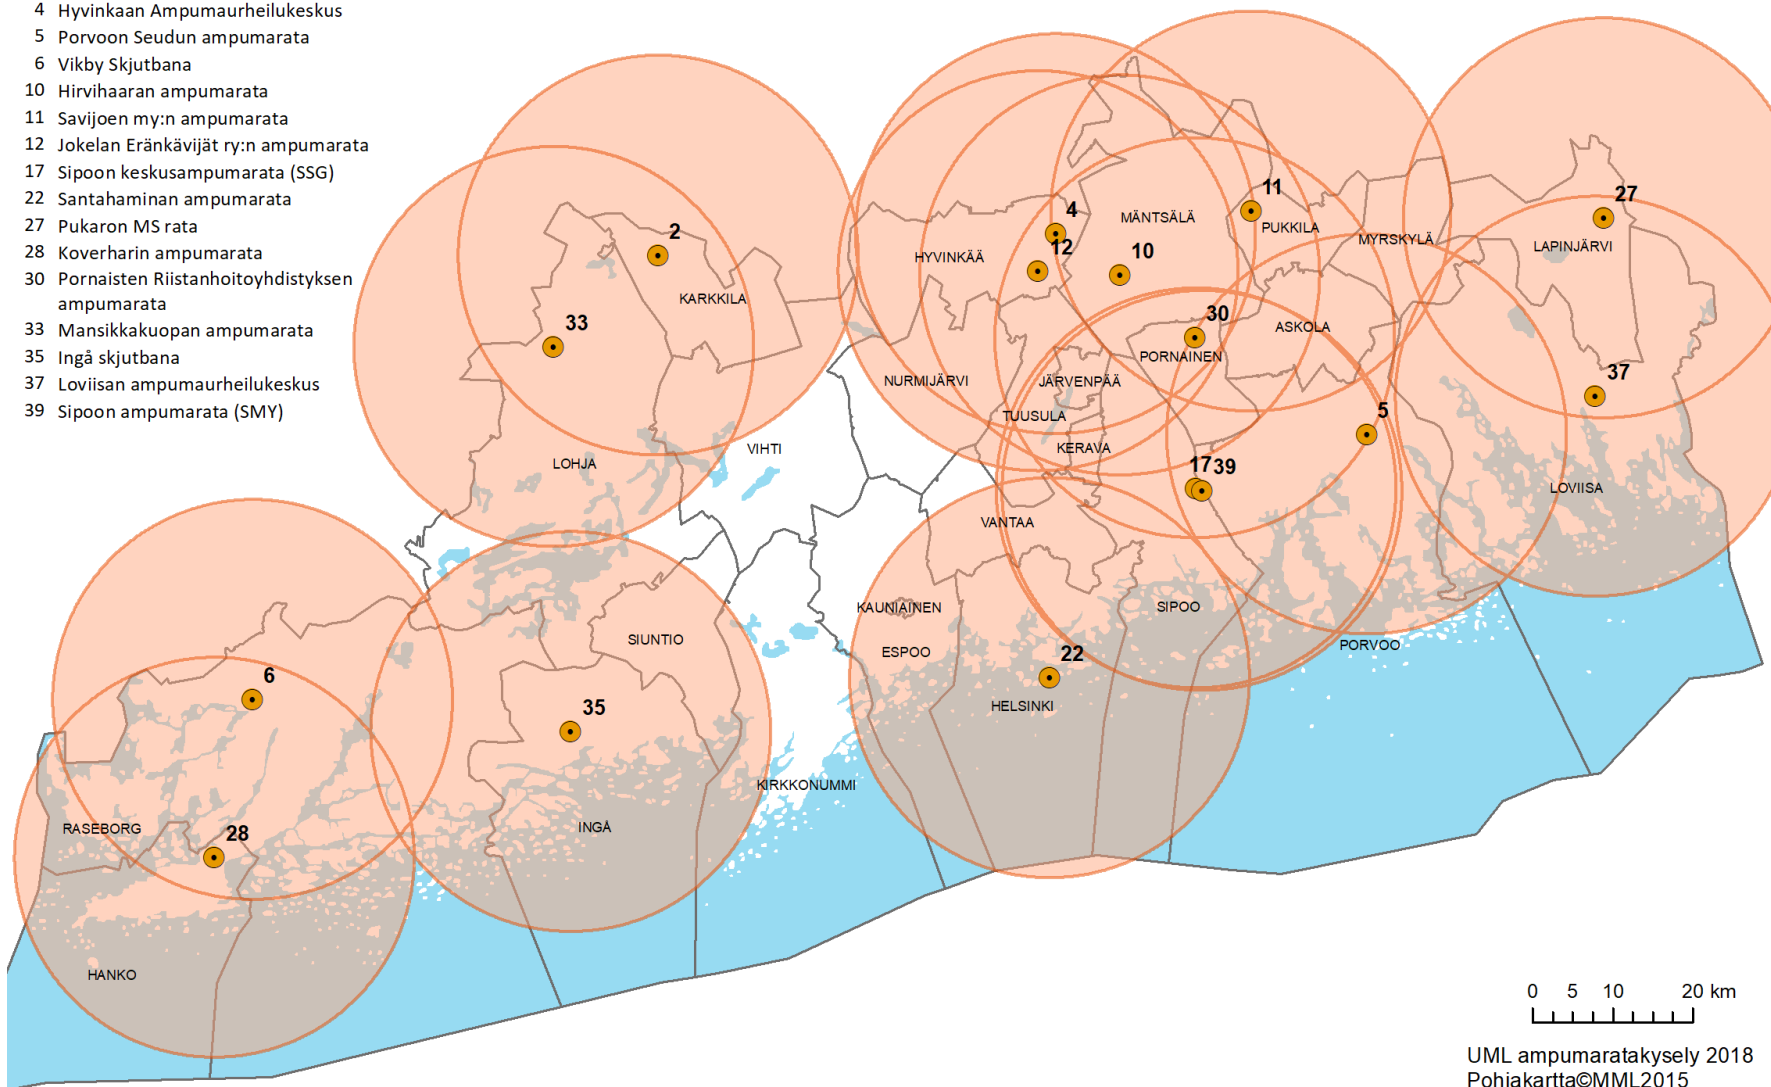 4 Hyvinkaan Ampumaurheilukeskus
5 Porvoon Seudun ampumarata
6 Vikby Skjutbana
10 Hirvihaaran ampumarata
11 Savijoen my:n ampumarata
12 Jokelan Eränkävijät ry:n ampumarata
17 Sipoon keskusampumarata (SSG)
22 Santahaminan ampumarata
27 Pukaron MS rata
28 Koverharin ampumarata
30 Pornaisten Riistanhoitoyhdistyksen
ampumarata
33 Mansikkakuopan ampumarata
35 Ingå skjutbana
37 Loviisan ampumaurheilukeskus
39 Sipoon ampumarata (SMY)
11
27
4
MÄNTSÄLÄ
PUKKILA
2
MYRSKYLÄ
LAPINJÄRVI
12
10
HYVINKÄÄ
KARKKILA
30
33
ASKOLA
PORNAINEN
37
NURMIJÄRVI
JÄRVENPÄÄ
5
TUUSULA
VIHTI
KERAVA
LOHJA
17
39
LOVIISA
VANTAA
KAUNIAINEN
SIPOO
SIUNTIO
PORVOO
ESPOO
22
6
35
HELSINKI
KIRKKONUMMI
RASEBORG
28
INGÅ
HANKO
0 5 10 20 km
UML ampumaratakysely 2018
Pohjakartta©MML2015